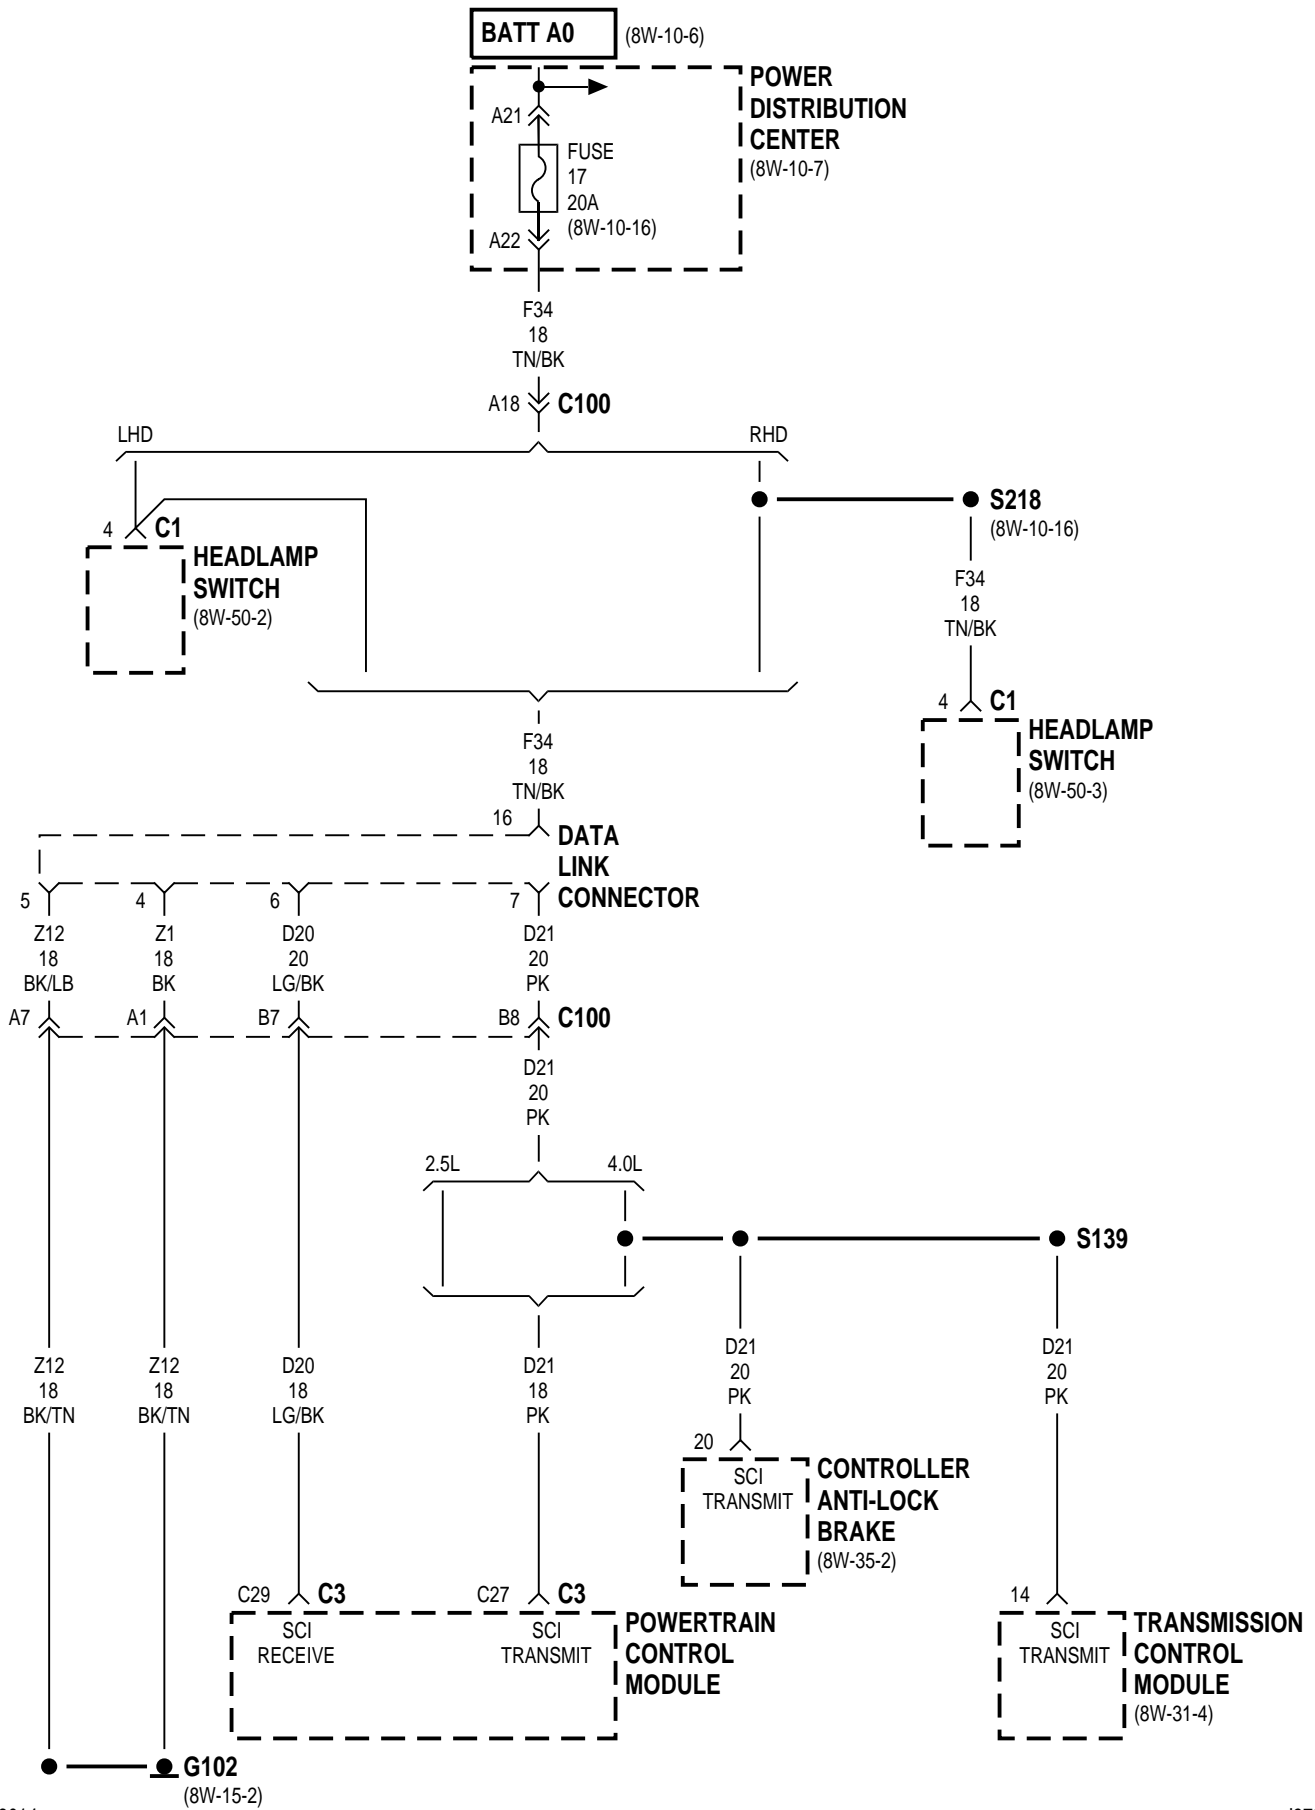 BATT A0
(8W-10-6)
POWER
DISTRIBUTION
CENTER
(8W-10-7)
A21
FUSE
17
20A
(8W-10-16)
A22
F34
18
TN/BK
A18
C100
LHD
RHD
4
C1
HEADLAMP
SWITCH
(8W-50-2)
S218
(8W-10-16)
F34
18
TN/BK
4
C1
HEADLAMP
SWITCH
(8W-50-3)
F34
18
TN/BK
16
DATA
LINK
CONNECTOR
5
4
6
7
Z12
18
BK/LB
Z1
18
BK
D20
20
LG/BK
D21
20
PK
A7
A1
B7
B8
C100
D21
20
PK
2.5L
4.0L
S139
Z12
18
BK/TN
Z12
18
BK/TN
D20
18
LG/BK
D21
18
PK
D21
20
PK
D21
20
PK
20
SCI
TRANSMIT
CONTROLLER
ANTI-LOCK
BRAKE
(8W-35-2)
C29
C3
C27
C3
SCI
RECEIVE
SCI
TRANSMIT
POWERTRAIN
CONTROL
MODULE
14
SCI
TRANSMIT
TRANSMISSION
CONTROL
MODULE
(8W-31-4)
G102
(8W-15-2)